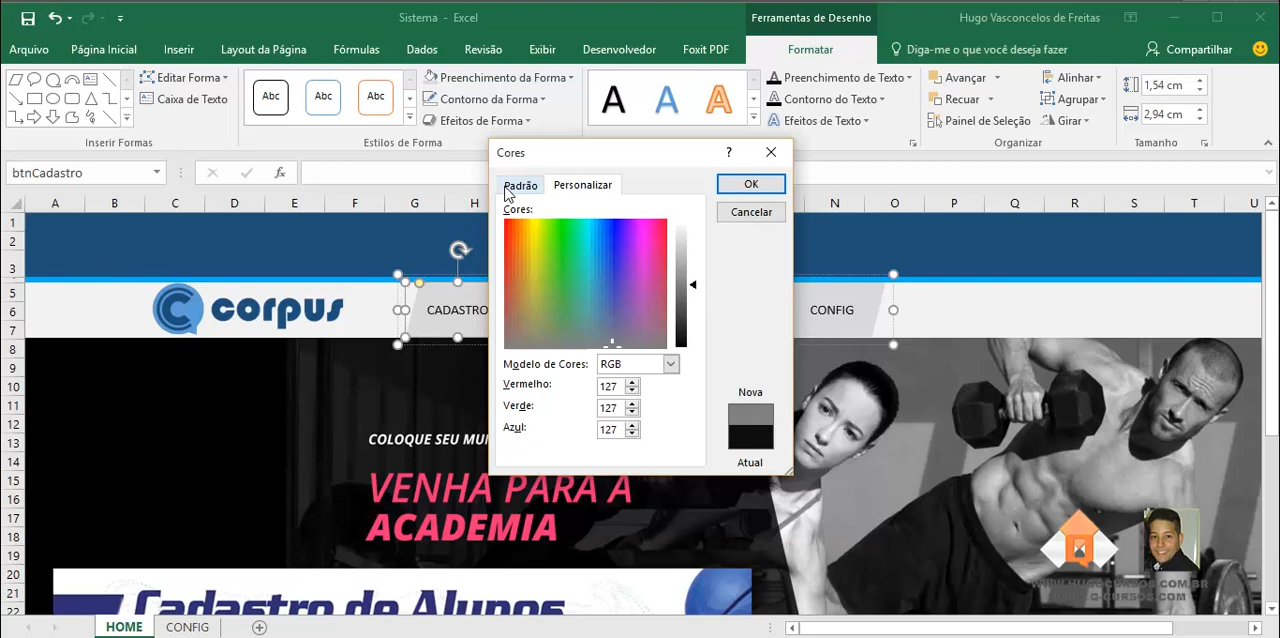 Sistema - Excel
Ferramentas de Desenho
Hugo Vasconcelos de Freitas
Arquivo
Página Inicial
Inserir
Layout da Página
Fórmulas
Dados
Revisão
Exibir
Desenvolvedor
Foxit PDF
Formatar
Diga-me o que você deseja fazer
Compartilhar
Editar Forma
Caixa de Texto
Inserir Formas
Abc
Abc
Abc
Preenchimento da Forma
Contorno da Forma
Efeitos de Forma
Estilos de Forma
A
A
A
Preenchimento de Texto
Contorno do Texto
Efeitos de Texto
Avançar
Recuar
Painel de Seleção
Alinhar
Agrupar
Girar
Organizar
1,54 cm
2,94 cm
Tamanho
btnCadastro
fx
A B C D E F G H N O P Q R S T U
1
2
3
5
6
7
8
9
10
11
12
13
14
15
16
17
18
19
20
21
22
corpus
CADASTRO
CONFIG
Cores
?
Padrão
Personalizar
OK
Cancelar
Cores:
Modelo de Cores: RGB
Vermelho: 127
Verde: 127
Azul: 127
Nova
Atual
COLOQUE SEU
VENHA PARA A
ACADEMIA
Cadastro de Alunos
WWW.HUGOCURSOS.COM.BR
HOME
CONFIG